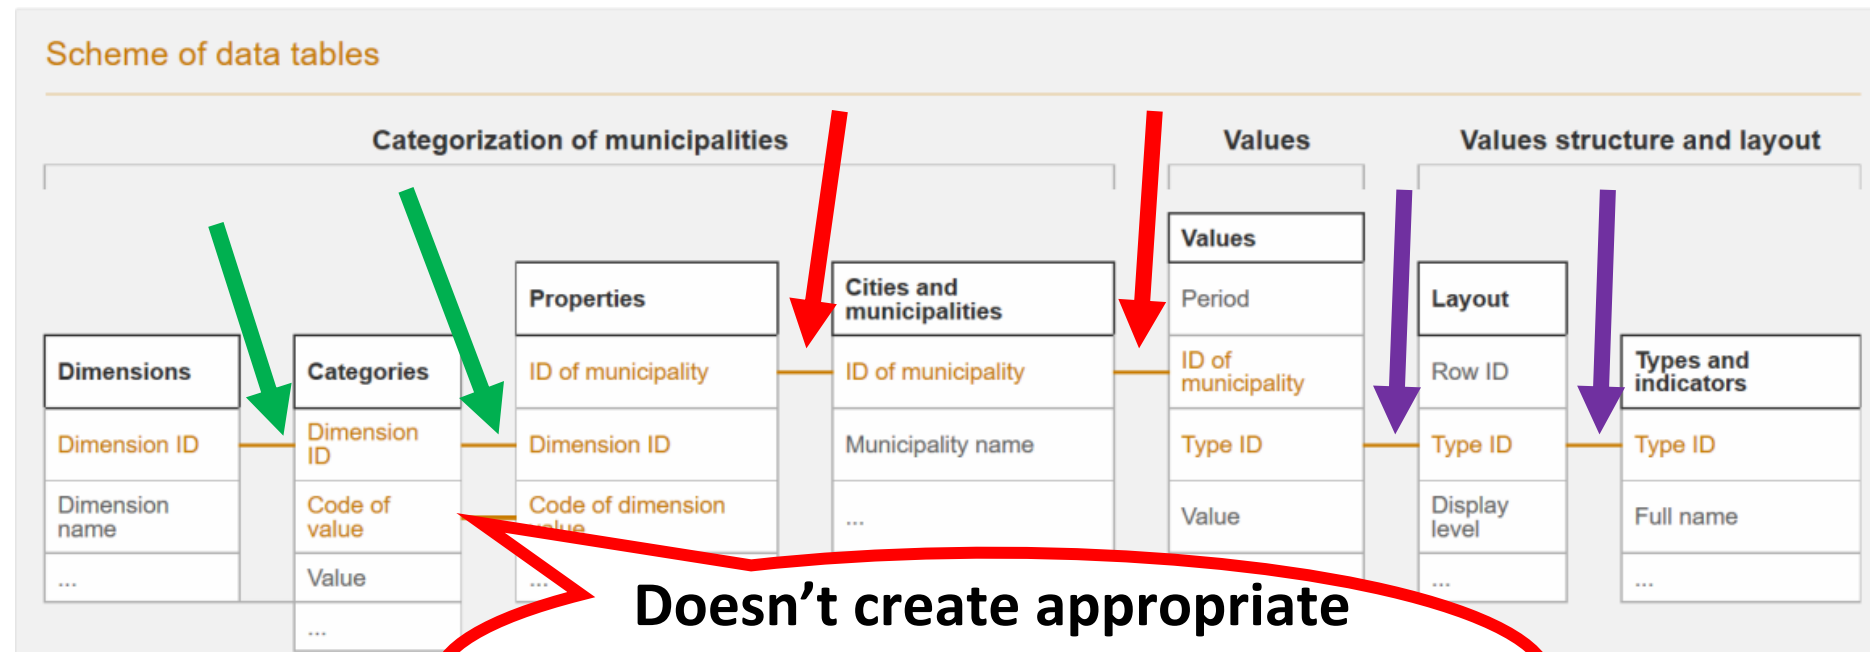 Scheme of data tables
Categorization of municipalities
Values
Values structure and layout
Dimensions
Dimension ID
Dimension
name
...
Categories
Dimension
ID
Code of
value
Value
...
Properties
ID of municipality
Dimension ID
Code of dimension
value
...
Cities and
municipalities
ID of municipality
Municipality name
...
Values
Period
ID of
municipality
Type ID
Value
Layout
Row ID
Type ID
Display
level
...
Types and
indicators
Type ID
Full name
...
Doesn’t create appropriate